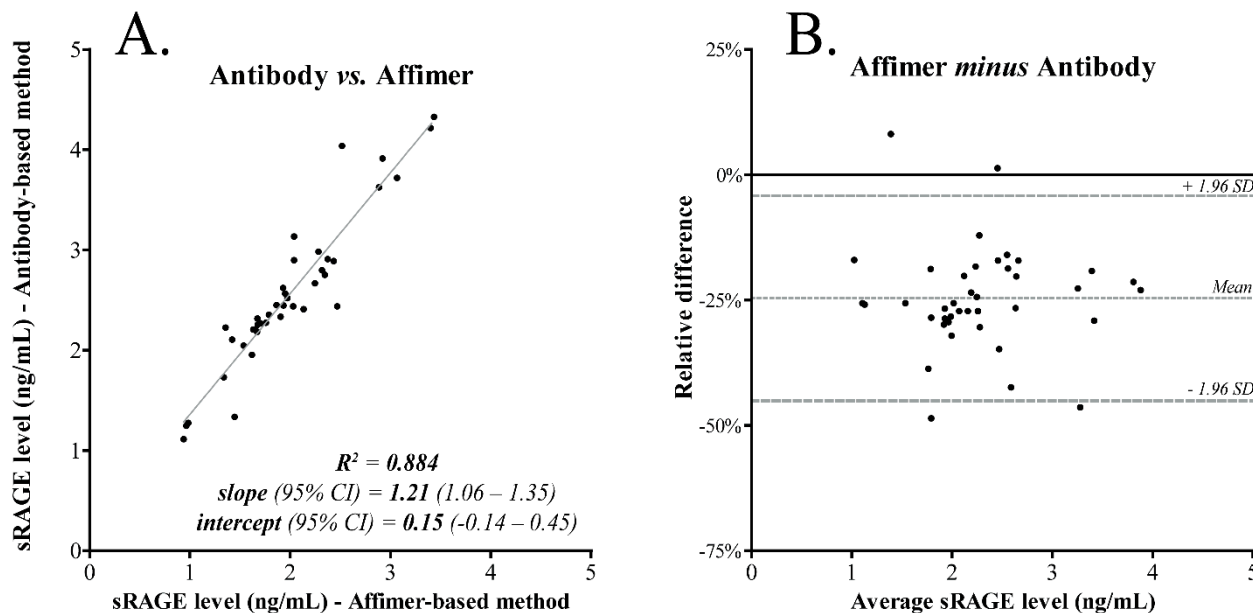 A.
Antibody vs. Affimer
sRAGE level (ng/mL) - Antibody-based method
5
4
3
2
1
0
R² = 0.884
slope (95% CI) = 1.21 (1.06 – 1.35)
intercept (95% CI) = 0.15 (-0.14 – 0.45)
0 1 2 3 4 5
sRAGE level (ng/mL) - Affimer-based method
B.
Affimer minus Antibody
Relative difference
25%
0%
+ 1.96 SD
-25%
Mean
- 1.96 SD
-50%
-75%
0 1 2 3 4 5
Average sRAGE level (ng/mL)